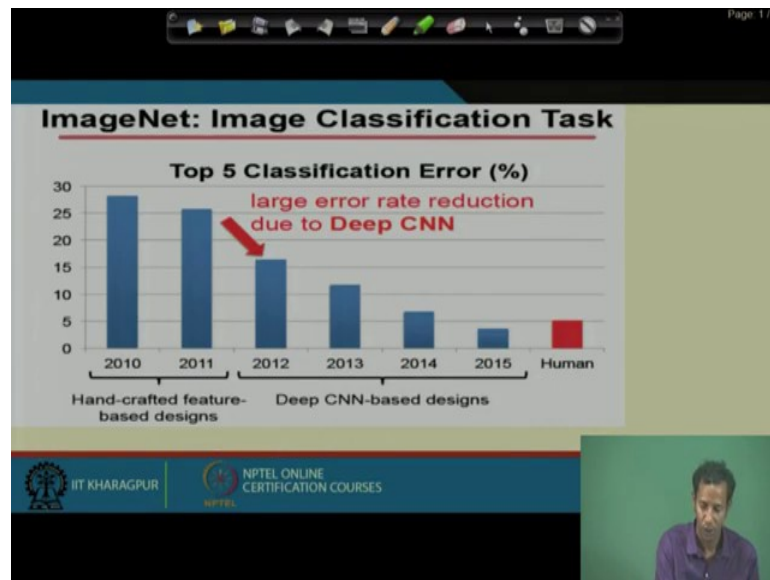 Page: 1 /
ImageNet: Image Classification Task
Top 5 Classification Error (%)
30
25
20
15
10
5
0
large error rate reduction
due to Deep CNN
2010 2011 2012 2013 2014 2015 Human
Hand-crafted feature-
based designs
Deep CNN-based designs
IIT KHARAGPUR
NPTEL
NPTEL ONLINE
CERTIFICATION COURSES